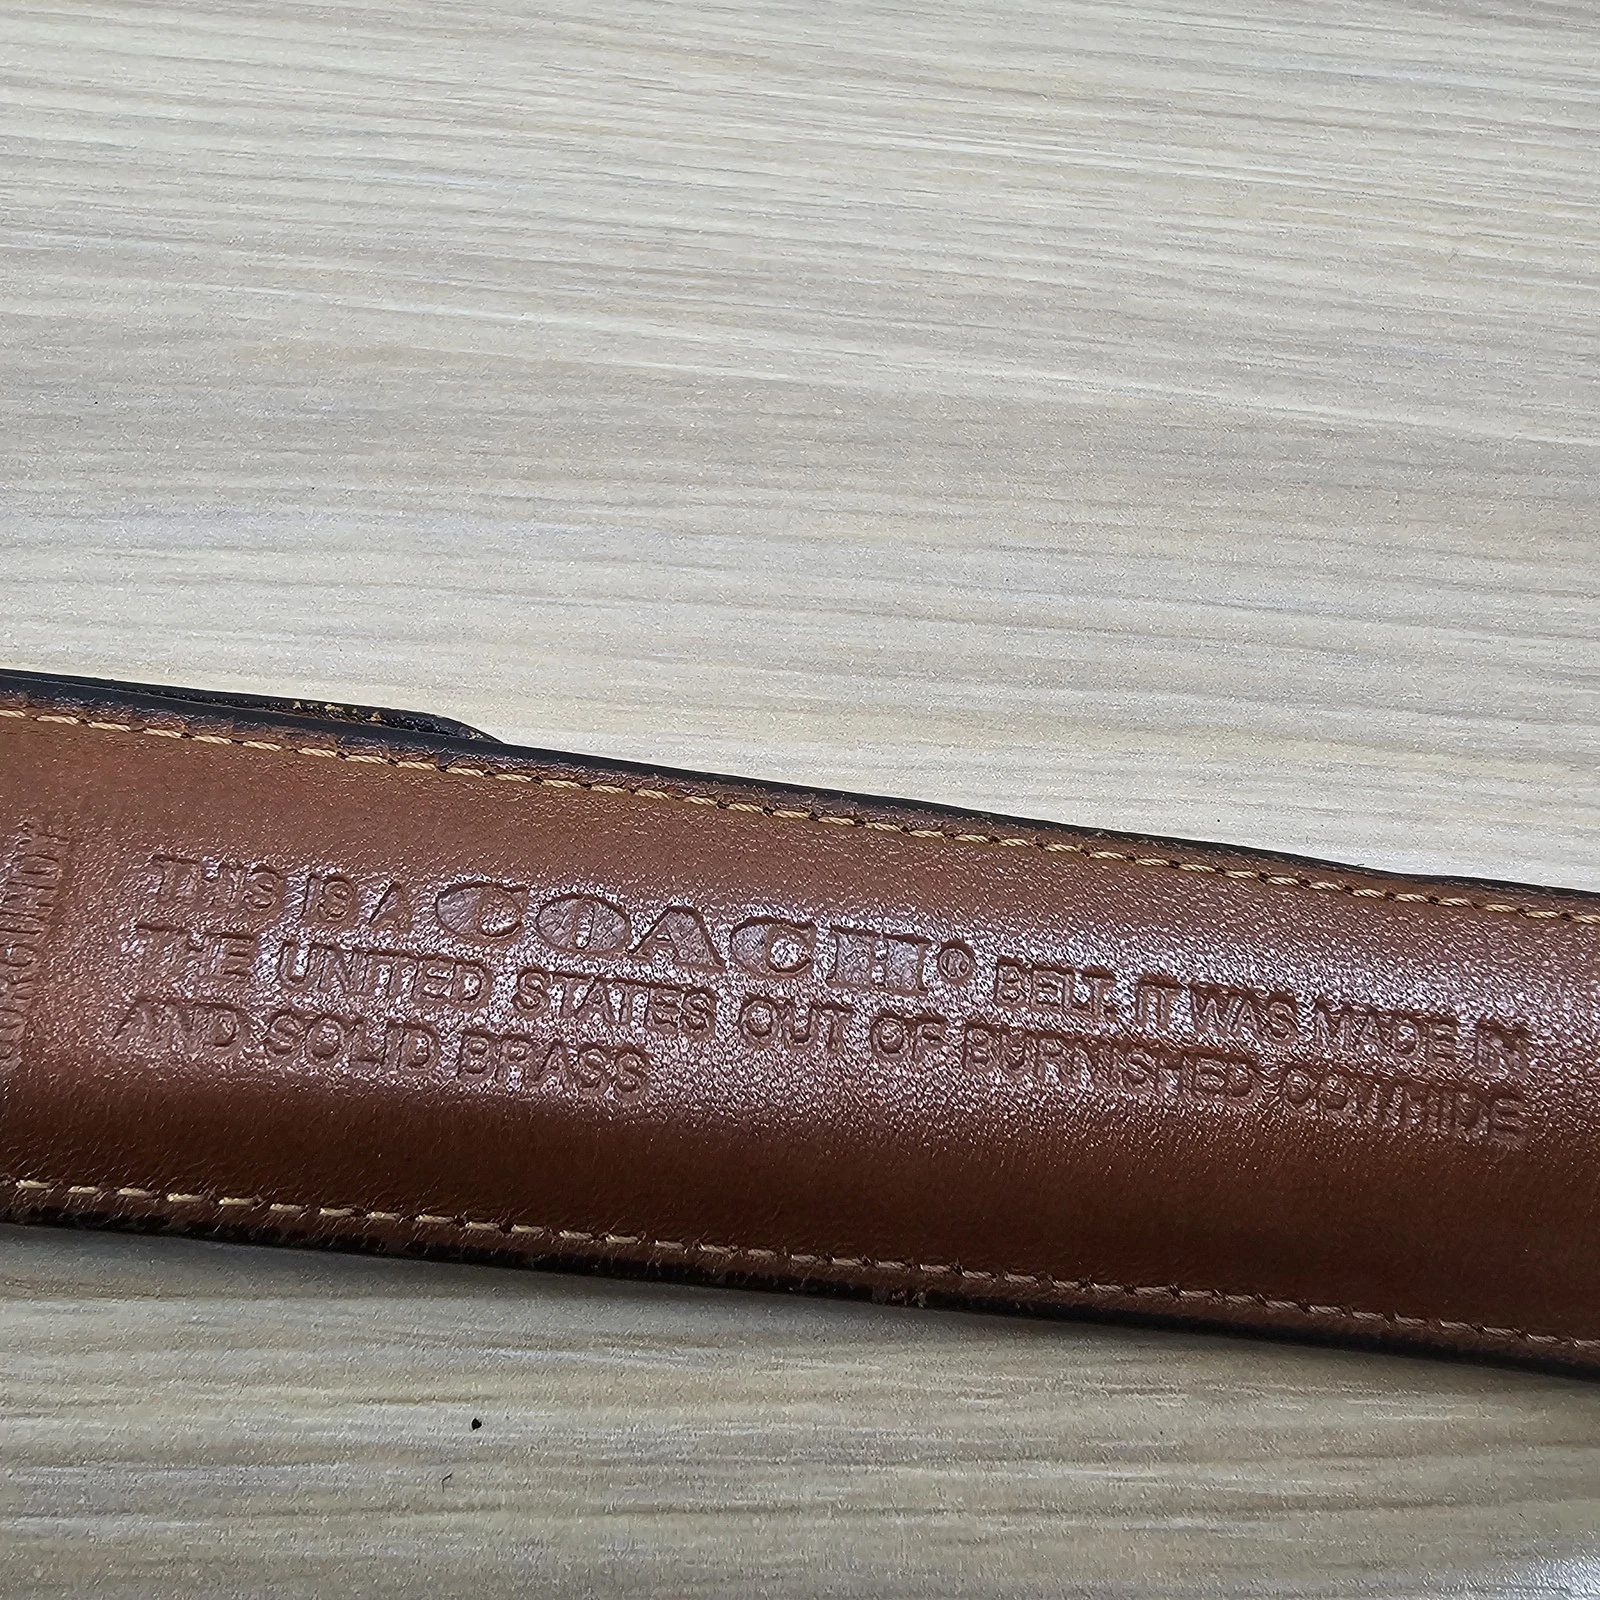 THIS IS A COACH® BELT. IT WAS MADE IN
THE UNITED STATES OUT OF BURNISHED COWHIDE
AND SOLID BRASS